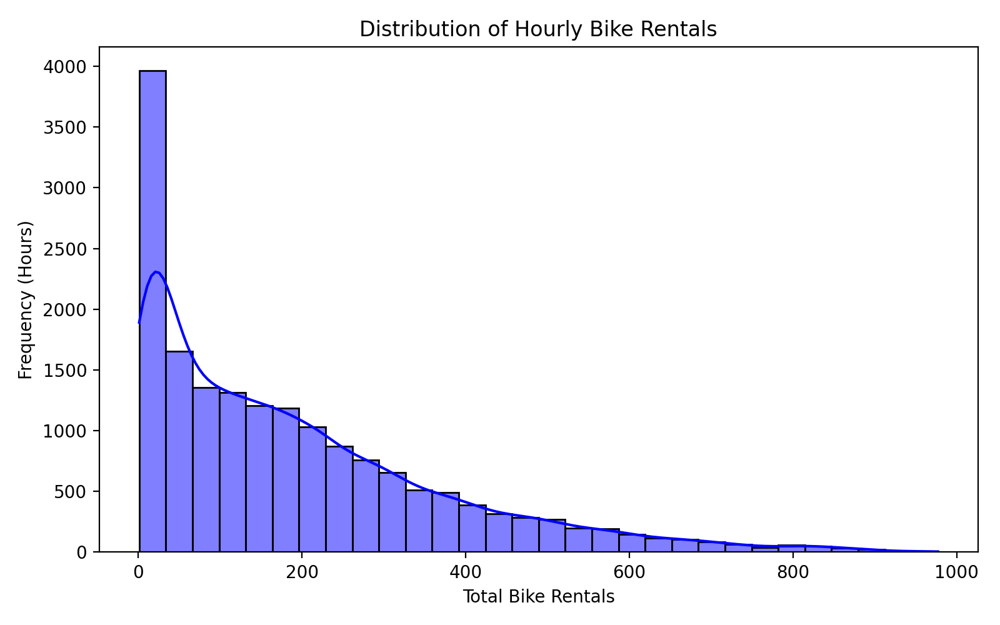 Distribution of Hourly Bike Rentals
Frequency (Hours)
4000
3500
3000
2500
2000
1500
1000
500
0
0 200 400 600 800 1000
Total Bike Rentals